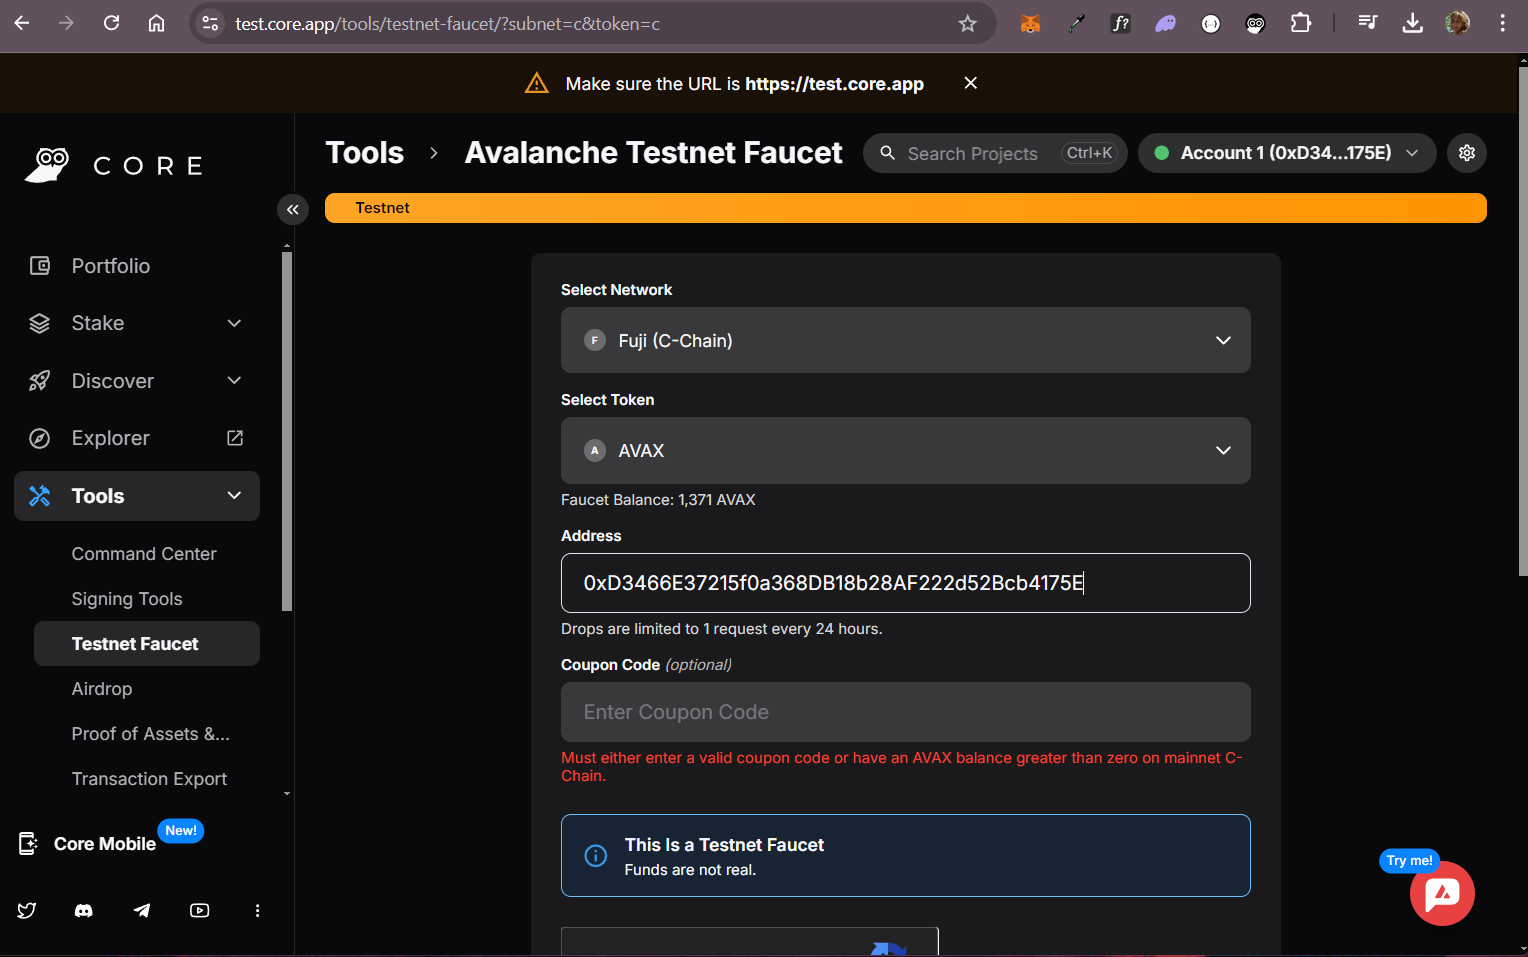 test.core.app/tools/testnet-faucet/?subnet=c&token=c
Make sure the URL is https://test.core.app
CORE
Tools > Avalanche Testnet Faucet
Search Projects Ctrl+K
Account 1 (0xD34...175E)
Testnet
Portfolio
Stake
Discover
Explorer
Tools
Command Center
Signing Tools
Testnet Faucet
Airdrop
Proof of Assets &...
Transaction Export
Core Mobile New!
Select Network
F Fuji (C-Chain)
Select Token
A AVAX
Faucet Balance: 1,371 AVAX
Address
0xD3466E37215f0a368DB18b28AF222d52Bcb4175E
Drops are limited to 1 request every 24 hours.
Coupon Code (optional)
Enter Coupon Code
Must either enter a valid coupon code or have an AVAX balance greater than zero on mainnet C-
Chain.
This Is a Testnet Faucet
Funds are not real.
Try me!